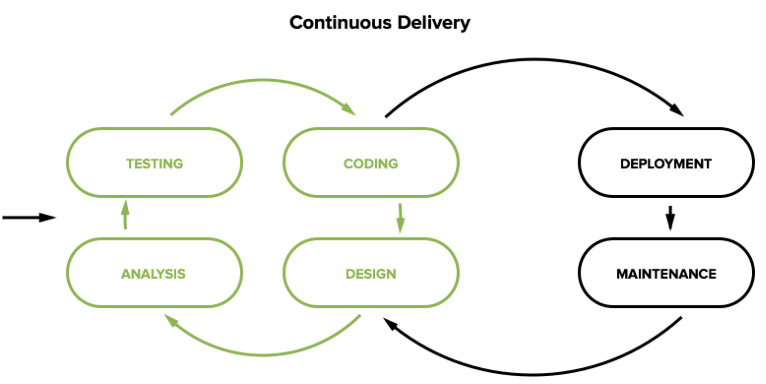 Continuous Delivery
TESTING
CODING
DEPLOYMENT
ANALYSIS
DESIGN
MAINTENANCE